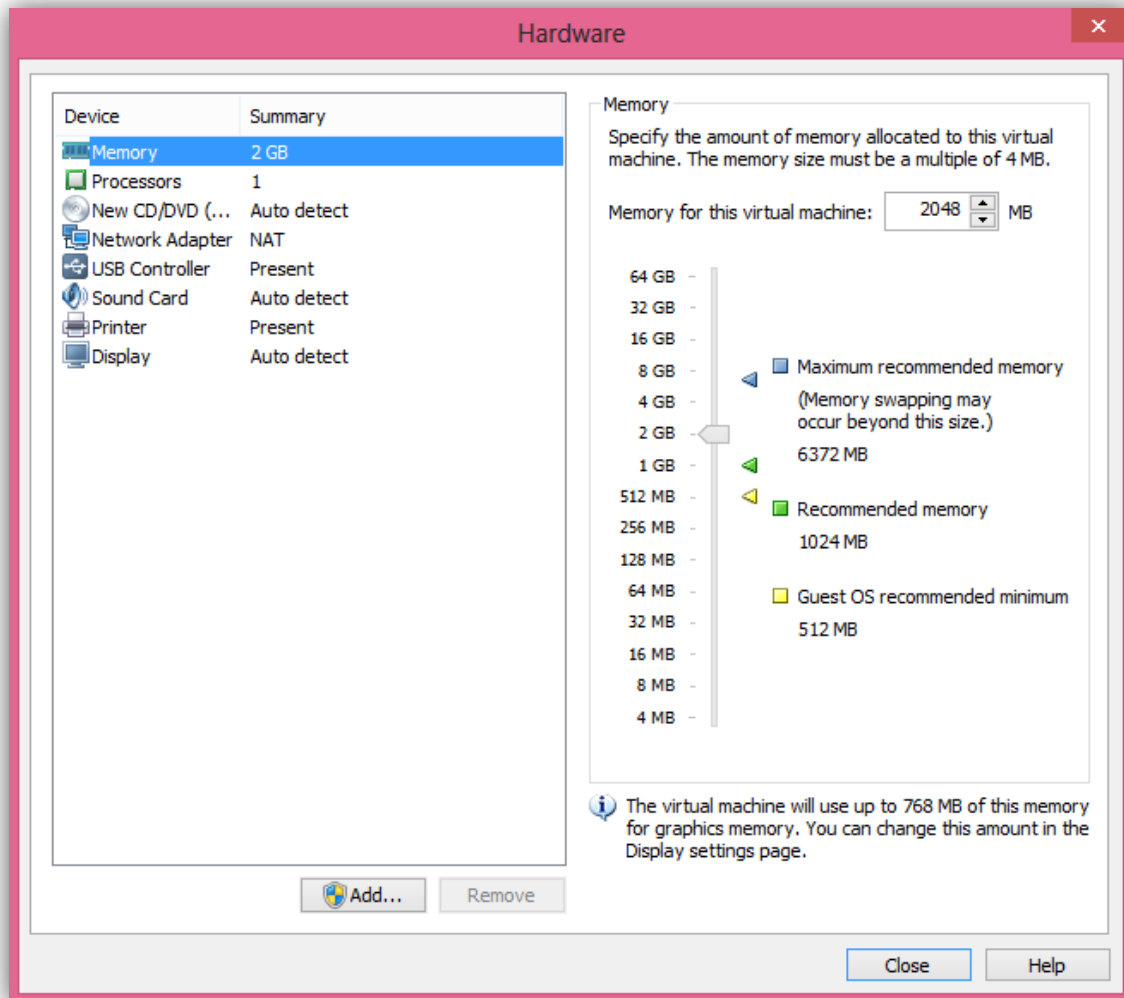 Hardware
Device Summary
Memory 2 GB
Processors 1
New CD/DVD (... Auto detect
Network Adapter NAT
USB Controller Present
Sound Card Auto detect
Printer Present
Display Auto detect
Add...
Remove
Memory
Specify the amount of memory allocated to this virtual
machine. The memory size must be a multiple of 4 MB.
Memory for this virtual machine: 2048 MB
64 GB
32 GB
16 GB
8 GB
4 GB
2 GB
1 GB
512 MB
256 MB
128 MB
64 MB
32 MB
16 MB
8 MB
4 MB
Maximum recommended memory
(Memory swapping may
occur beyond this size.)
6372 MB
Recommended memory
1024 MB
Guest OS recommended minimum
512 MB
The virtual machine will use up to 768 MB of this memory
for graphics memory. You can change this amount in the
Display settings page.
Close
Help